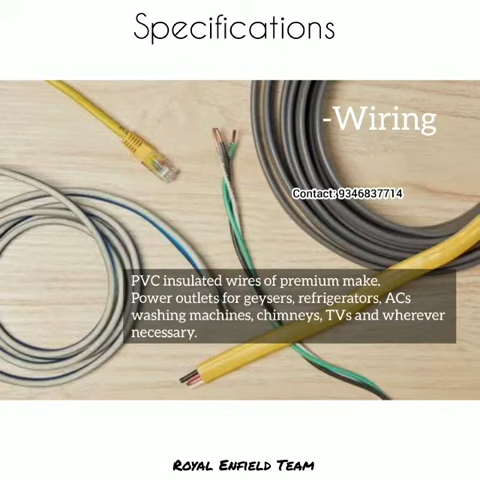 Specifications
-Wiring
Contact: 9346837714
PVC insulated wires of premium make.
Power outlets for geysers, refrigerators, ACs
washing machines, chimneys, TVs and wherever
necessary.
Royal Enfield Team